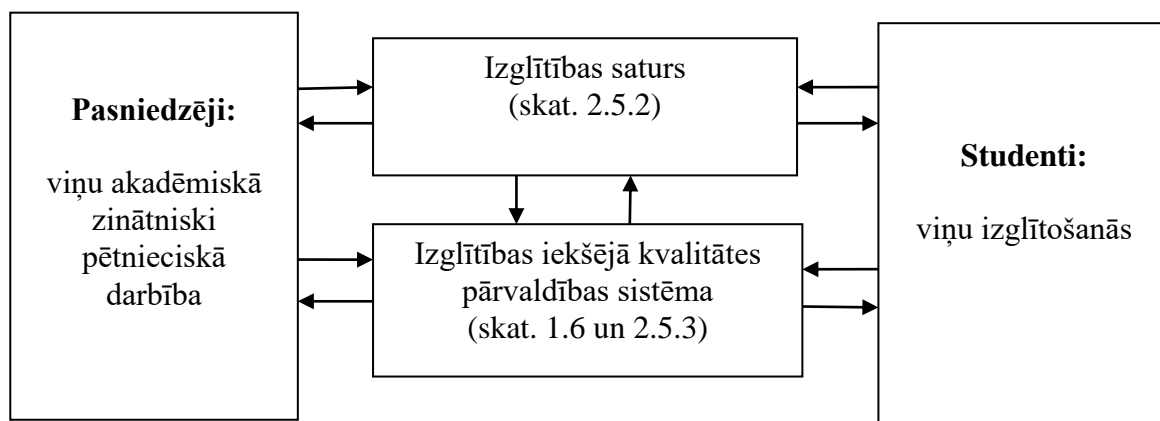 Pasniedzēji:
viņu akadēmiskā
zinātniski
pētnieciskā
darbība
Izglītības saturs
(skat. 2.5.2)
Izglītības iekšējā kvalitātes
pārvaldības sistēma
(skat. 1.6 un 2.5.3)
Studenti:
viņu izglītošanās